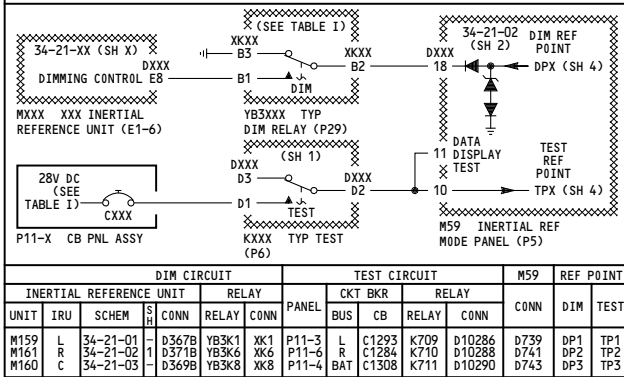 (SEE TABLE I)
34-21-XX (SH X)
DXXX
DIMMING CONTROL E8
MXXX XXX INERTIAL
REFERENCE UNIT (E1-6)
XKXX
B3
B1
XKXX
B2
DIM
YB3XXX TYP
DIM RELAY (P29)
34-21-02
(SH 2)
DIM REF
POINT
DXXX
18
DPX (SH 4)
11 DATA
DISPLAY
TEST
10
TEST
REF
POINT
TPX (SH 4)
M59 INERTIAL REF
MODE PANEL (P5)
28V DC
(SEE
TABLE I)
CXXX
P11-X CB PNL ASSY
(SH 1)
DXXX
D3
D1
DXXX
D2
TEST
KXXX TYP TEST
(P6)
DIM CIRCUIT TEST CIRCUIT M59 REF POINT
INERTIAL REFERENCE UNIT RELAY PANEL CKT BKR RELAY CONN DIM TEST
UNIT IRU SCHEM SH CONN RELAY CONN BUS CB RELAY CONN
M159 L 34-21-01 - D367B YB3K1 XK1 P11-3 L C1293 K709 D10286 D739 DP1 TP1
M161 R 34-21-02 1 D371B YB3K6 XK6 P11-6 R C1284 K710 D10288 D741 DP2 TP2
M160 C 34-21-03 - D369B YB3K8 XK8 P11-4 BAT C1308 K711 D10290 D743 DP3 TP3